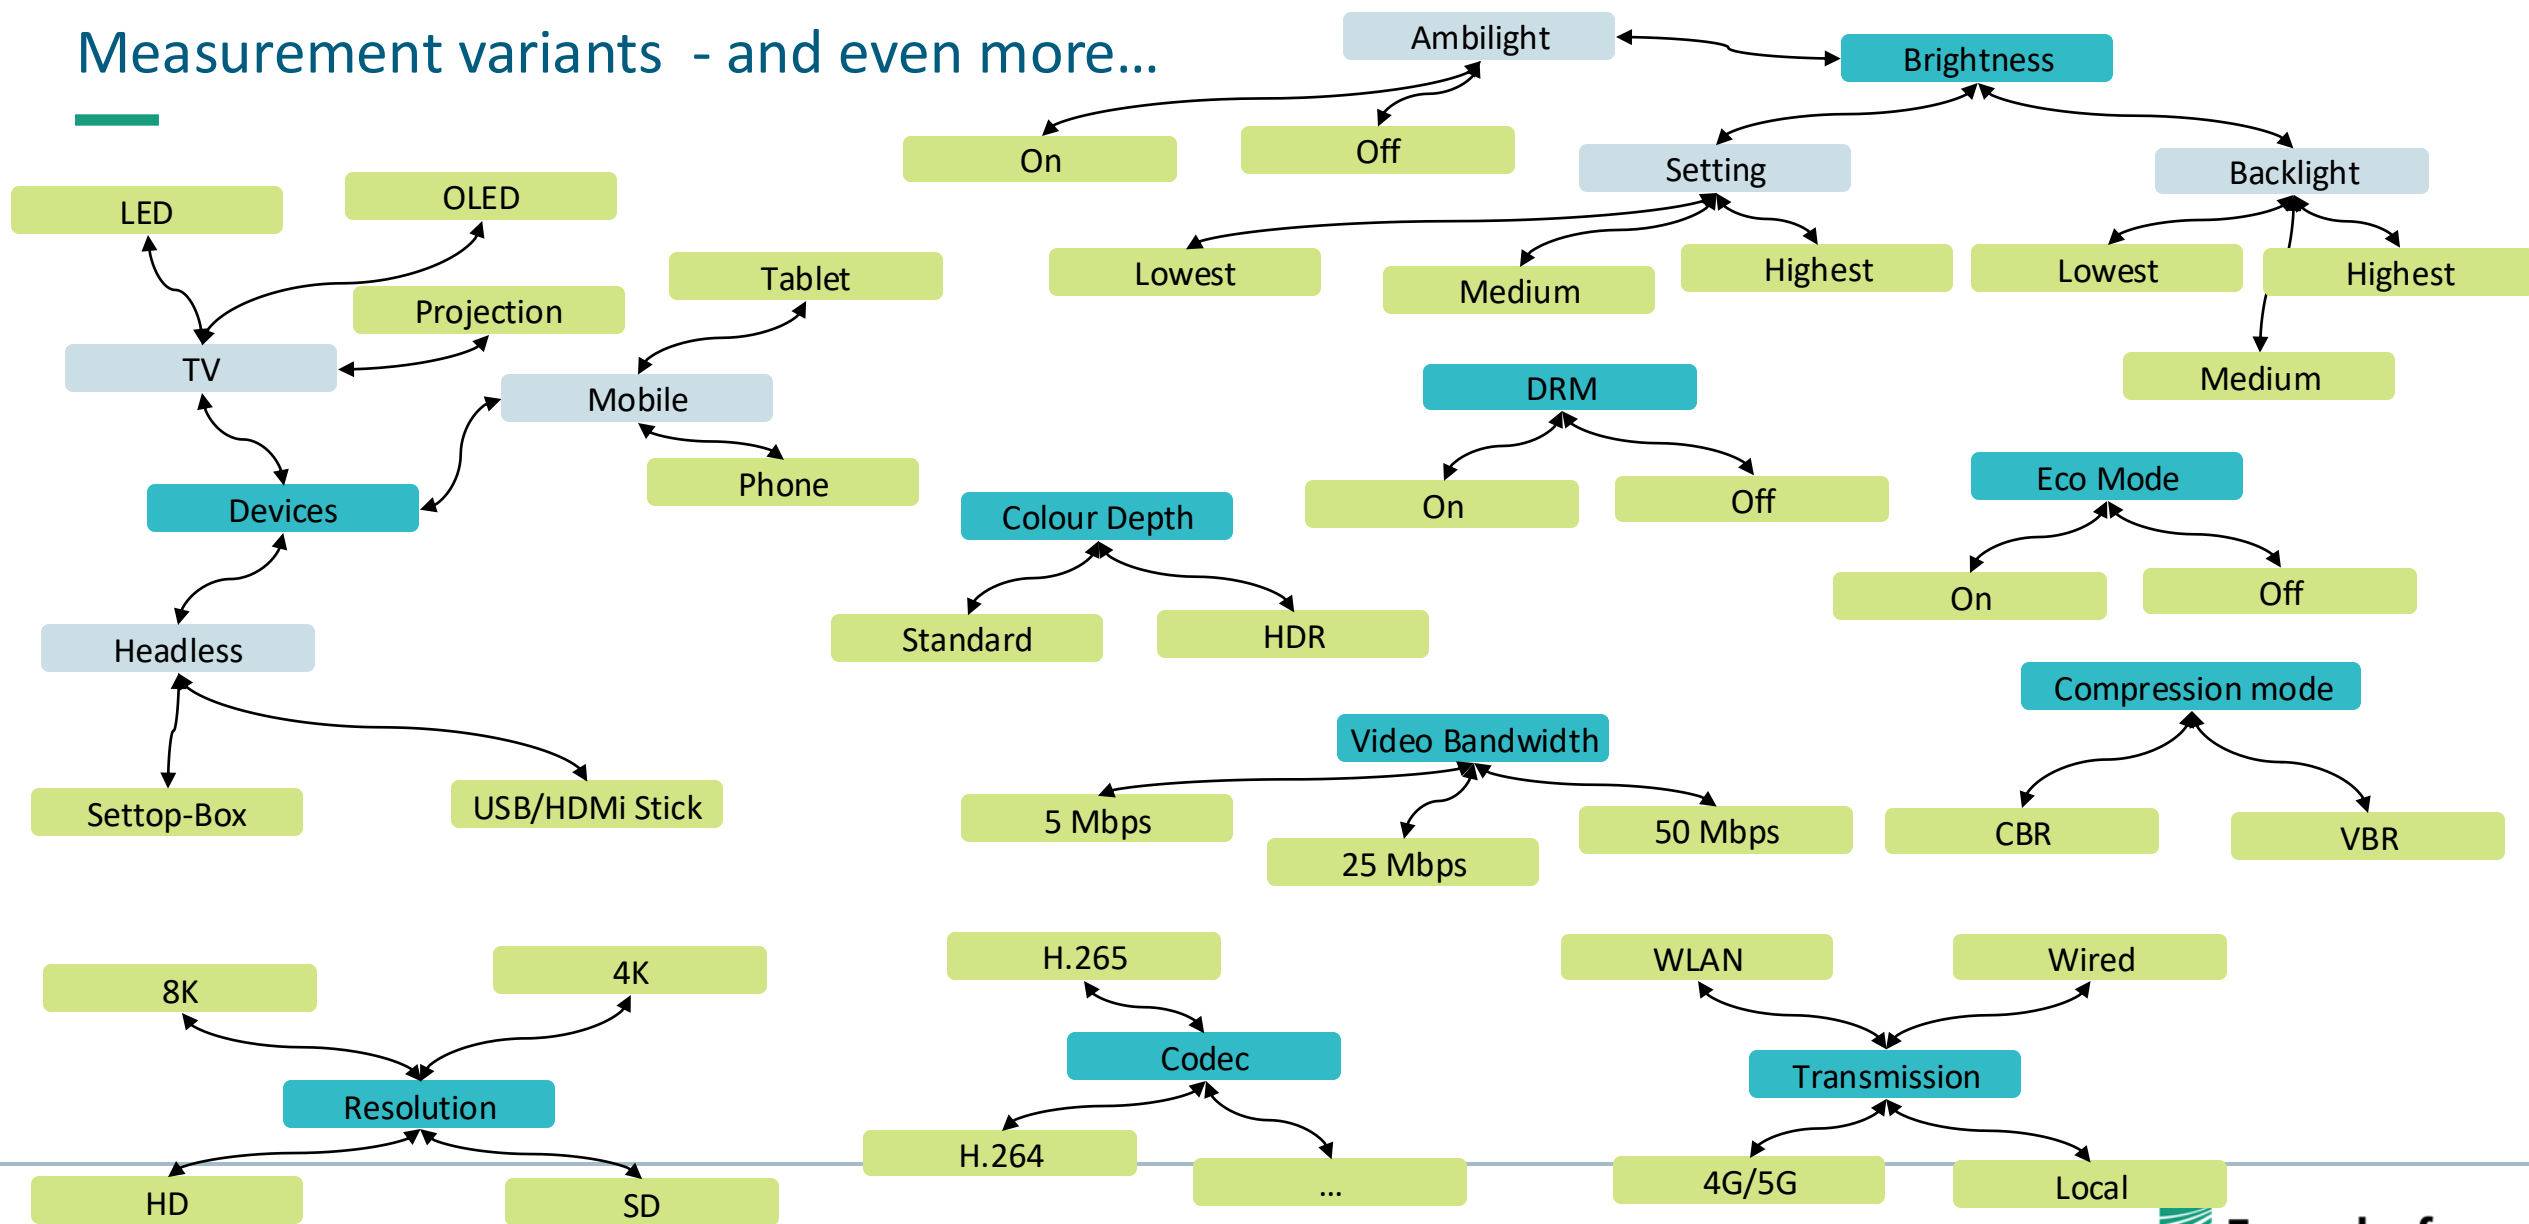 Measurement variants - and even more...
Ambilight
Brightness
On
Off
Setting
Backlight
LED
OLED
Lowest
Medium
Highest
Lowest
Highest
Medium
Tablet
Projection
TV
Mobile
Phone
Devices
Headless
Settop-Box
USB/HDMi Stick
DRM
On
Off
Eco Mode
On
Off
Colour Depth
Standard
HDR
Compression mode
CBR
VBR
Video Bandwidth
5 Mbps
25 Mbps
50 Mbps
8K
4K
Resolution
HD
SD
H.265
Codec
H.264
...
WLAN
Wired
Transmission
4G/5G
Local